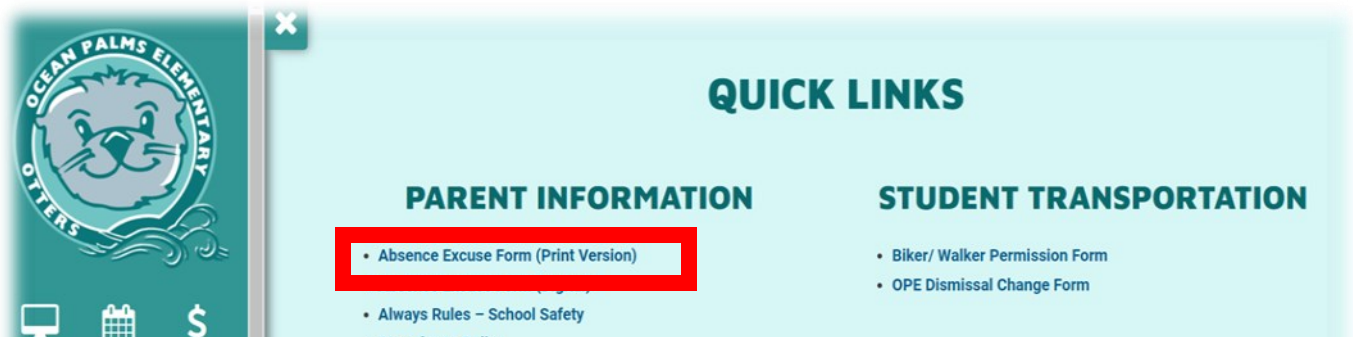 OCEAN PALMS ELEMENTARY
OTTERS
QUICK LINKS
PARENT INFORMATION
• Absence Excuse Form (Print Version)
• Always Rules – School Safety
STUDENT TRANSPORTATION
• Biker/ Walker Permission Form
• OPE Dismissal Change Form